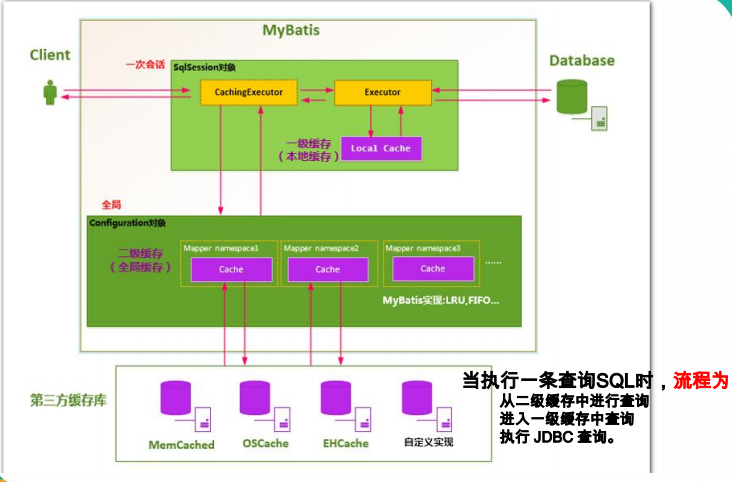 MyBatis
Client
一次会话
SqlSession对象
Database
CachingExecutor
Executor
一级缓存
（本地缓存）
Local Cache
全局
Configuration对象
二级缓存
（全局缓存）
Mapper namespace1
Mapper namespace2
Mapper namespace3
Cache
Cache
Cache
......
MyBatis实现:LRU,FIFO...
第三方缓存库
MemCached
OSCache
EHCache
自定义实现
当执行一条查询SQL时，流程为
从二级缓存中进行查询
进入一级缓存中查询
执行 JDBC 查询。